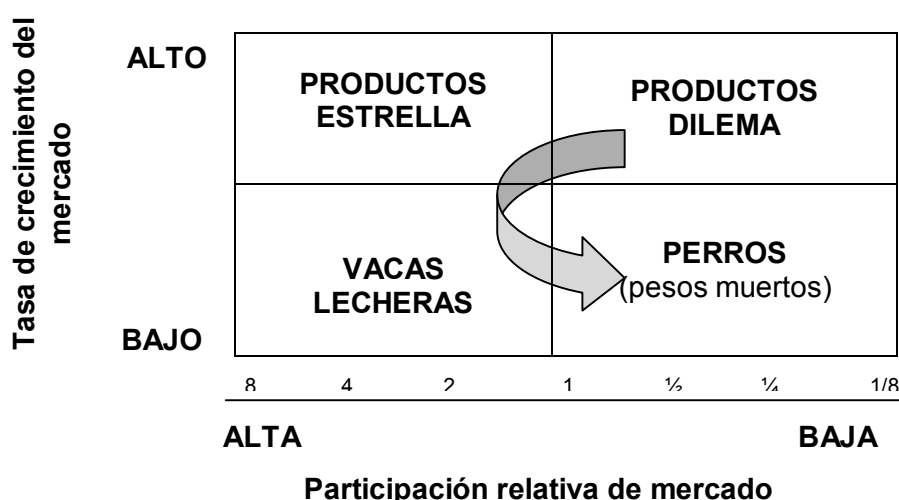 Tasa de crecimiento del
mercado
ALTO
PRODUCTOS
ESTRELLA
PRODUCTOS
DILEMA
VACAS
LECHERAS
PERROS
(pesos muertos)
BAJO
8 4 2 1 ½ ¼ 1/8
ALTA BAJA
Participación relativa de mercado